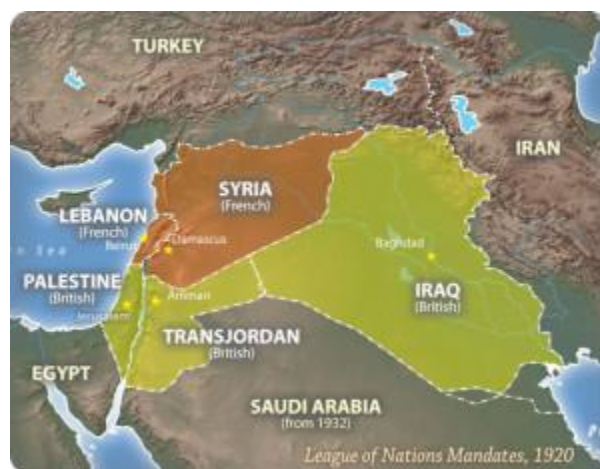 TURKEY
IRAN
SYRIA
(French)
LEBANON
(French)
Beirut
Damascus
Baghdad
PALESTINE
(British)
Amman
Jerusalem
IRAQ
(British)
TRANSJORDAN
(British)
EGYPT
SAUDI ARABIA
(from 1932)
League of Nations Mandates, 1920